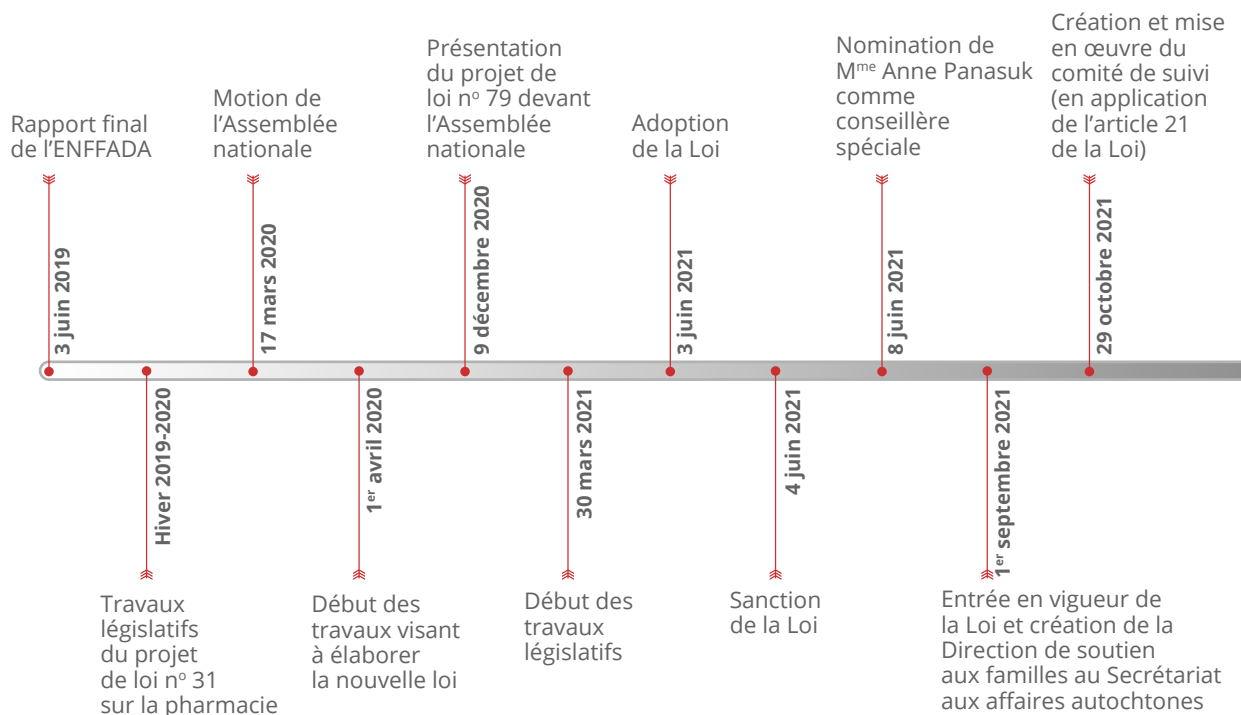 Rapport final
de l’ENFFADA
3 juin 2019
Travaux
législatifs
du projet
de loi nº 31
sur la pharmacie
Hiver 2019-2020
Motion de
l’Assemblée
nationale
17 mars 2020
Début des
travaux visant
à élaborer
la nouvelle loi
1er avril 2020
Présentation
du projet de
loi nº 79 devant
l’Assemblée
nationale
9 décembre 2020
Début des
travaux
législatifs
30 mars 2021
Adoption
de la Loi
3 juin 2021
Sanction
de la Loi
4 juin 2021
Nomination de
Mme Anne Panasuk
comme
conseillère
spéciale
8 juin 2021
Entrée en vigueur de
la Loi et création de la
Direction de soutien
aux familles au Secrétariat
aux affaires autochtones
1er septembre 2021
Création et mise
en œuvre du
comité de suivi
(en application
de l’article 21
de la Loi)
29 octobre 2021